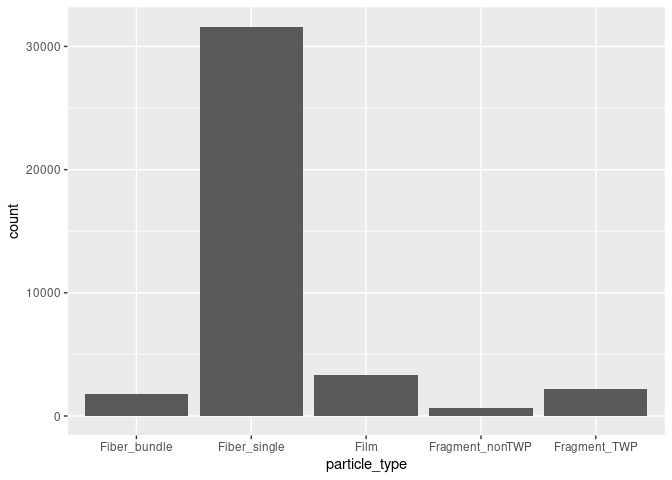 30000
20000
10000
0
count
Fiber_bundle Fiber_single Film Fragment_nonTWP Fragment_TWP
particle_type